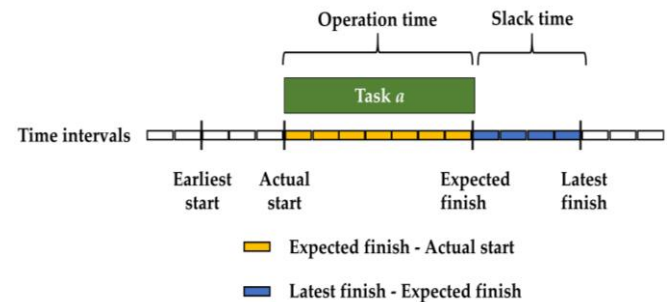 Operation time
Slack time
Task a
Time intervals
Earliest start
Actual start
Expected finish
Latest finish
Expected finish - Actual start
Latest finish - Expected finish